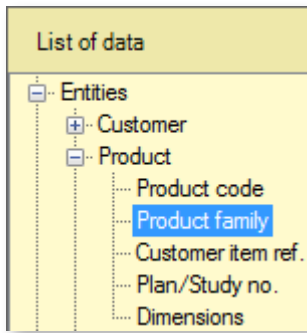 List of data
Entities
Customer
Product
Product code
Product family
Customer item ref.
Plan/Study no.
Dimensions